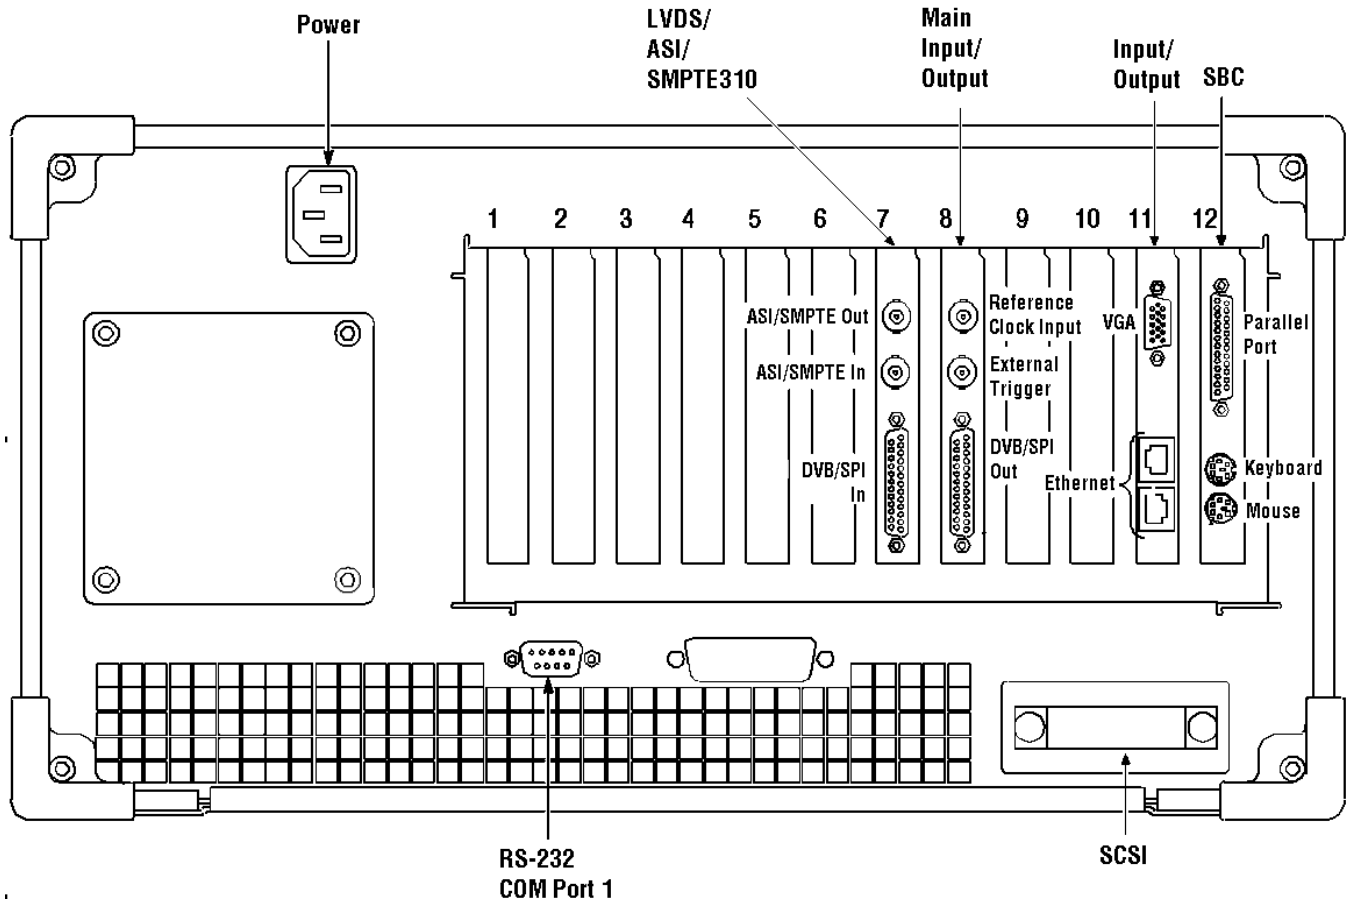 Power
LVDS/
ASI/
SMPTE310
Main
Input/
Output
Input/
Output
SBC
1 2 3 4 5 6 7 8 9 10 11 12
ASI/SMPTE Out
Reference
Clock Input
VGA
Parallel
Port
ASI/SMPTE In
External
Trigger
DVB/SPI
In
DVB/SPI
Out
Ethernet
Keyboard
Mouse
RS-232
COM Port 1
SCSI